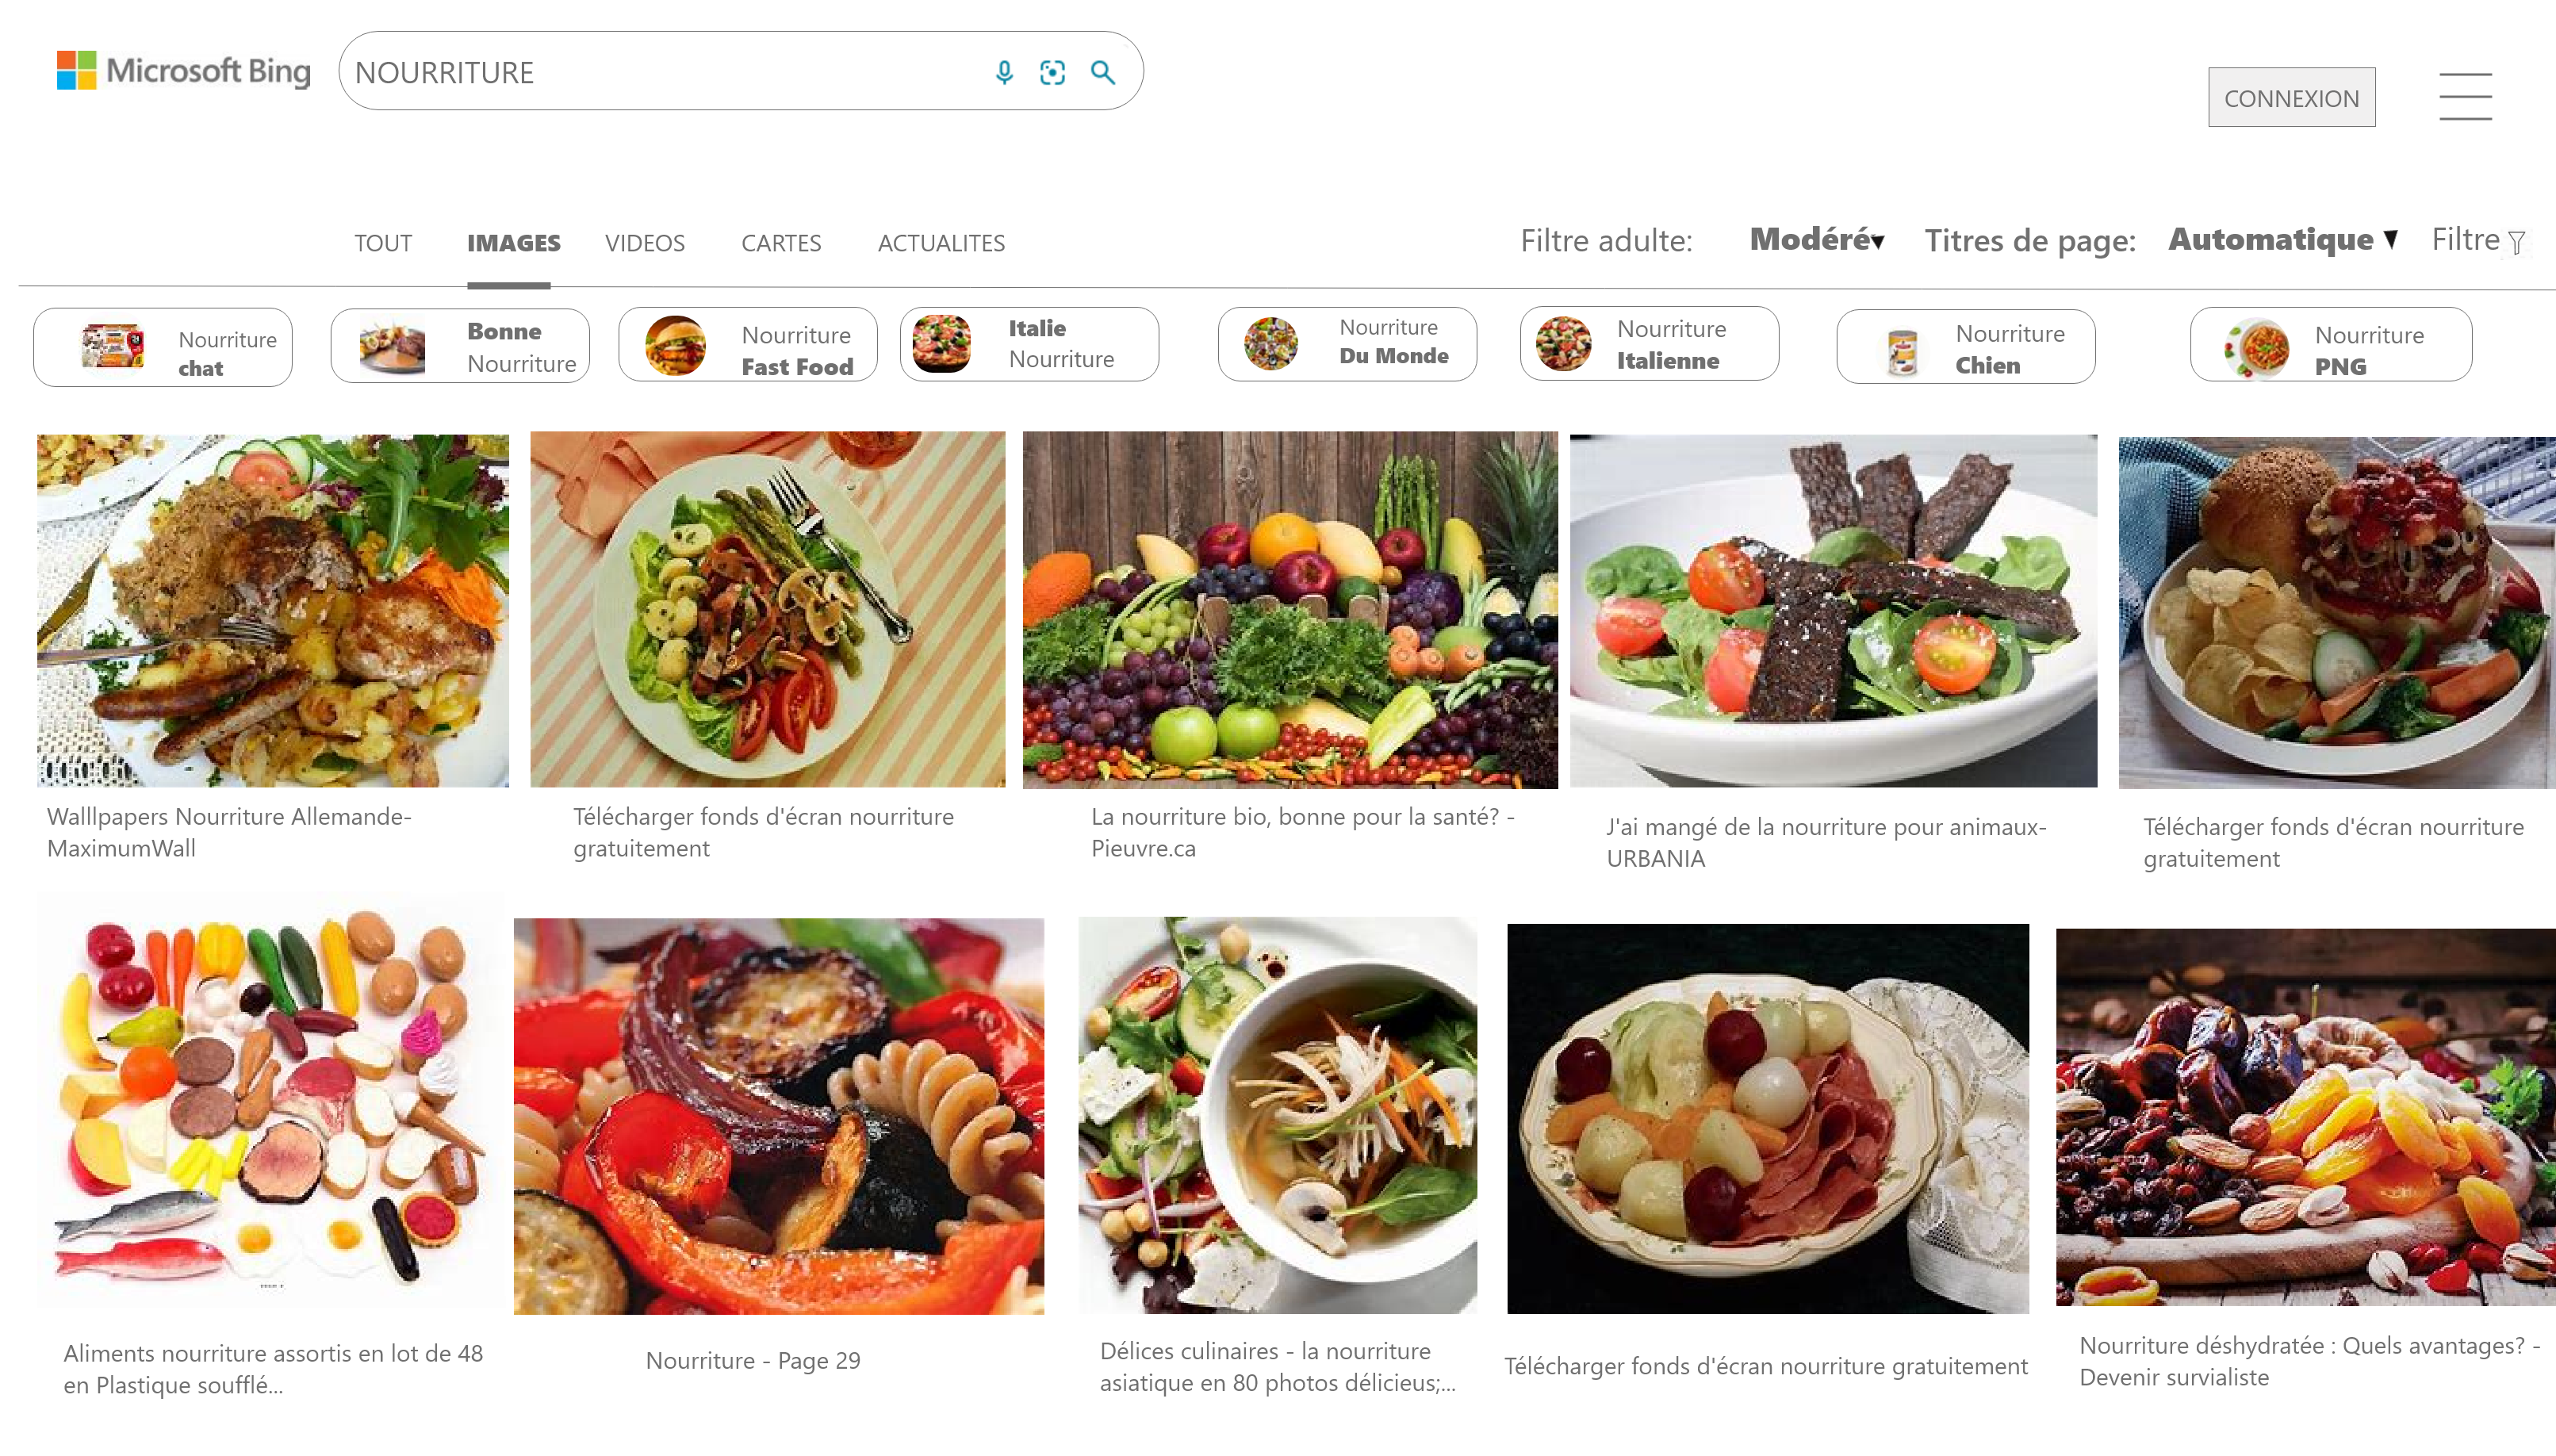 Microsoft Bing
NOURRITURE
CONNEXION
TOUT
IMAGES
VIDEOS
CARTES
ACTUALITES
Filtre adulte:
Modéré
Titres de page:
Automatique
Filtre
Nourriture
chat
Bonne
Nourriture
Nourriture
Fast Food
Italie
Nourriture
Nourriture
Du Monde
Nourriture
Italienne
Nourriture
Chien
Nourriture
PNG
Walllpapers Nourriture Allemande-
MaximumWall
Télécharger fonds d'écran nourriture
gratuitement
La nourriture bio, bonne pour la santé? -
Pieuvre.ca
J'ai mangé de la nourriture pour animaux-
URBANIA
Télécharger fonds d'écran nourriture
gratuitement
Aliments nourriture assortis en lot de 48
en Plastique soufflé...
Nourriture - Page 29
Délices culinaires - la nourriture
asiatique en 80 photos délicieus;...
Télécharger fonds d'écran nourriture gratuitement
Nourriture déshydratée : Quels avantages? -
Devenir survialiste